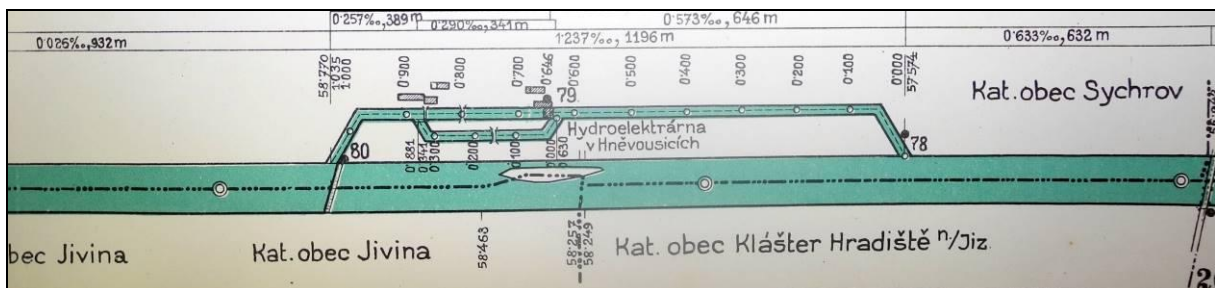 0·257‰, 389 m
0·573‰, 646 m
0·290‰, 341 m
0·026‰, 932 m
1·237‰, 1196 m
0·633‰, 632 m
58·770
1·035
1·000
0·900
0·800
0·700
0·646
0·600
0·500
0·400
0·300
0·200
0·100
0·000
57·574
Kat. obec Sychrov
79
Hydroelektrárna
v Hněvousicích
78
80
0·881
0·341
0·300
0·200
0·100
0·000
0·630
bec Jivina
Kat. obec Jivina
58·468
58·257
58·249
Kat. obec Klášter Hradiště n/Jiz.